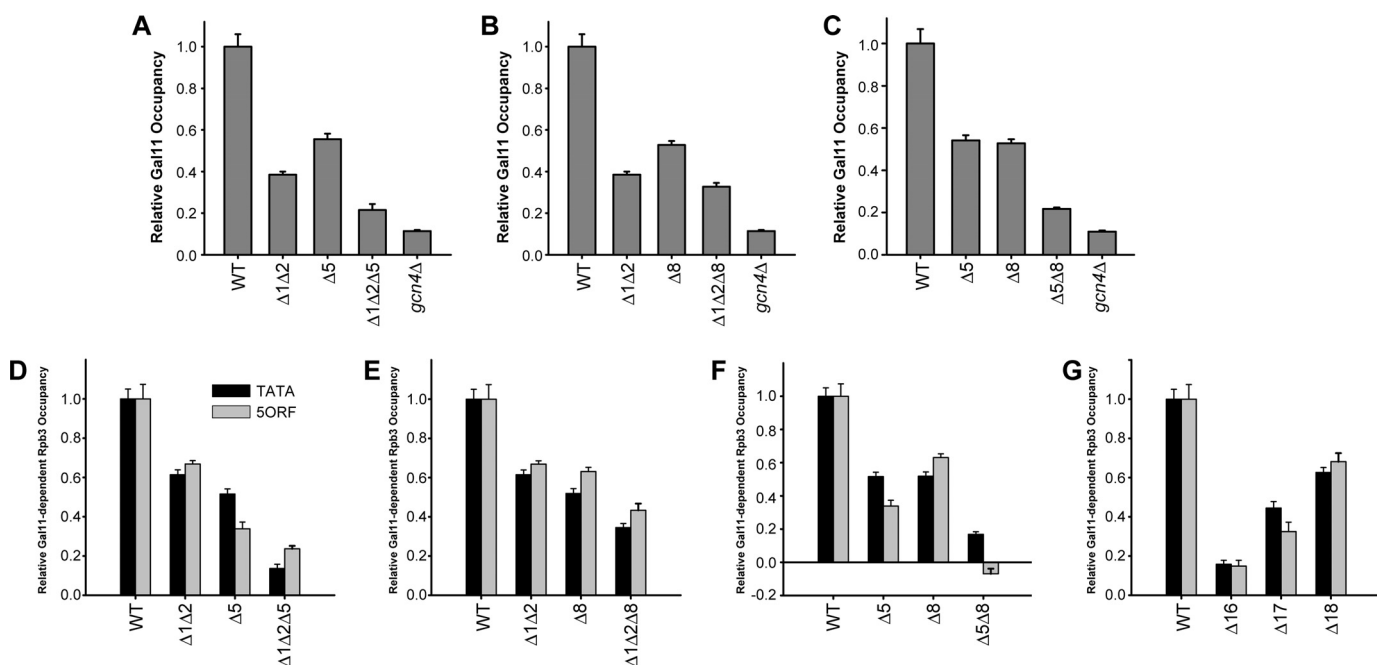 A
Relative Gal11 Occupancy
1.0
0.8
0.6
0.4
0.2
0.0
WT
Δ1Δ2
Δ5
Δ1Δ2Δ5
gcn4Δ
B
Relative Gal11 Occupancy
1.0
0.8
0.6
0.4
0.2
0.0
WT
Δ1Δ2
Δ8
Δ1Δ2Δ8
gcn4Δ
C
Relative Gal11 Occupancy
1.0
0.8
0.6
0.4
0.2
0.0
WT
Δ5
Δ8
Δ5Δ8
gcn4Δ
D
Relative Gal11-dependent Rpb3 Occupancy
1.0
0.8
0.6
0.4
0.2
0.0
TATA
5ORF
WT
Δ1Δ2
Δ5
Δ1Δ2Δ5
E
Relative Gal11-dependent Rpb3 Occupancy
1.0
0.8
0.6
0.4
0.2
0.0
WT
Δ1Δ2
Δ8
Δ1Δ2Δ8
F
Relative Gal11-dependent Rpb3 Occupancy
1.0
0.8
0.6
0.4
0.2
0.0
-0.2
WT
Δ5
Δ8
Δ5Δ8
G
Relative Gal11-dependent Rpb3 Occupancy
1.0
0.8
0.6
0.4
0.2
0.0
WT
Δ16
Δ17
Δ18